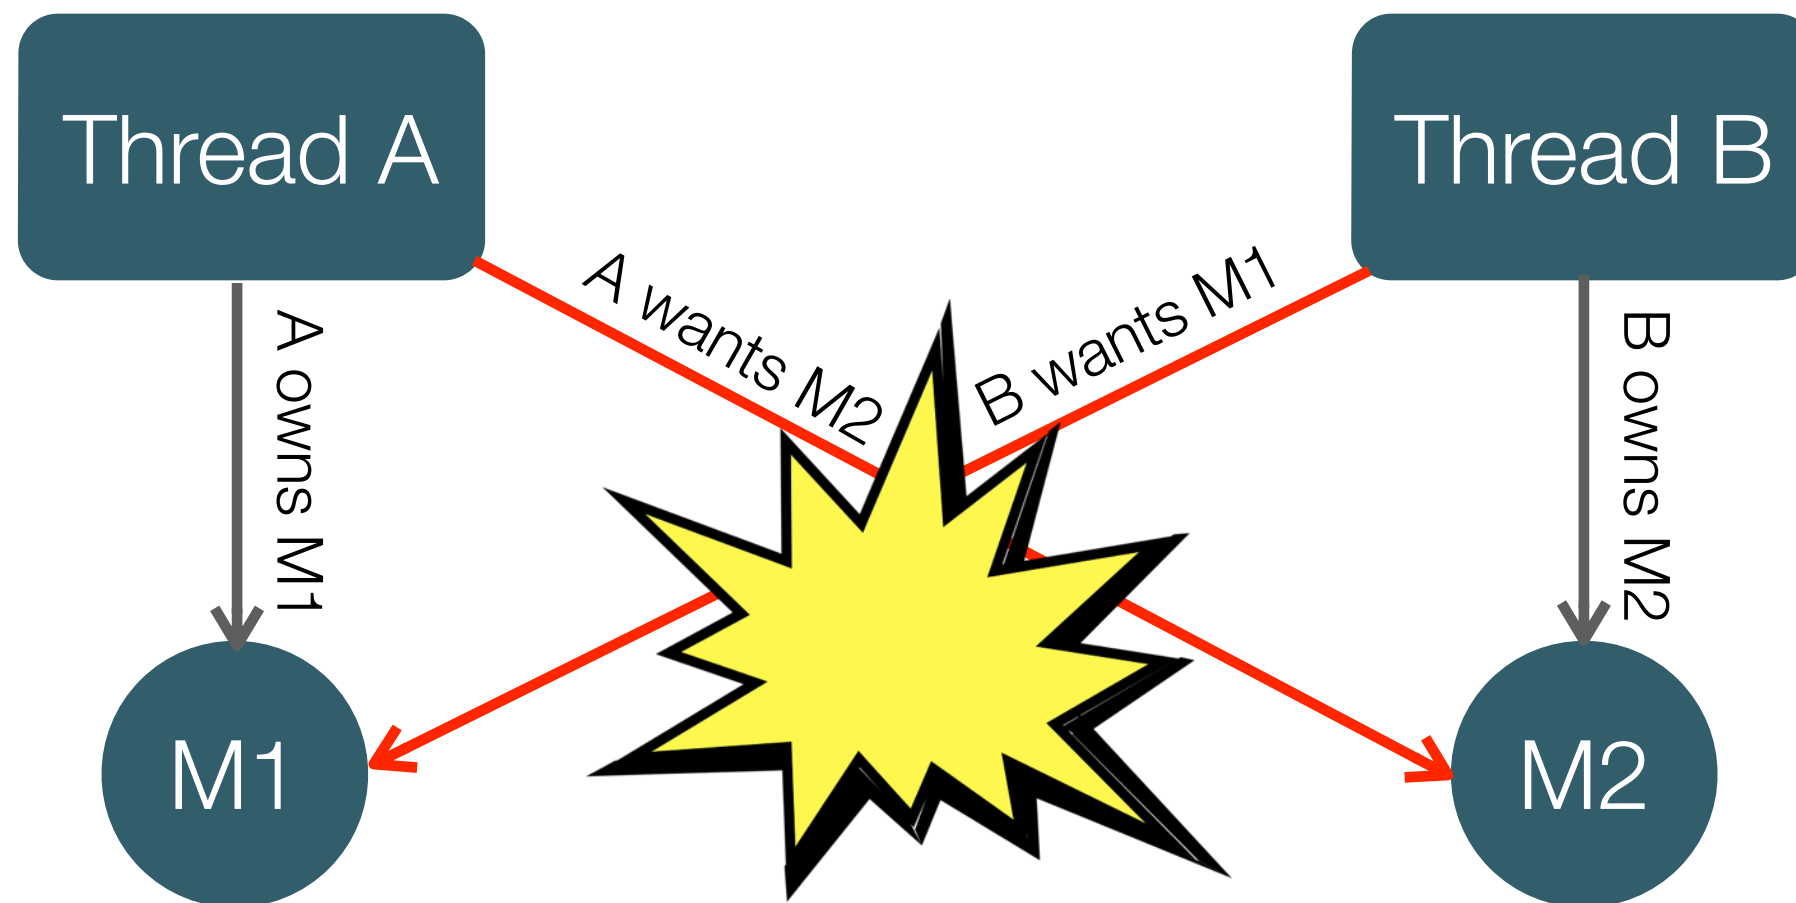 Thread A
Thread B
A wants M2
B wants M1
A owns M1
B owns M2
M1
M2